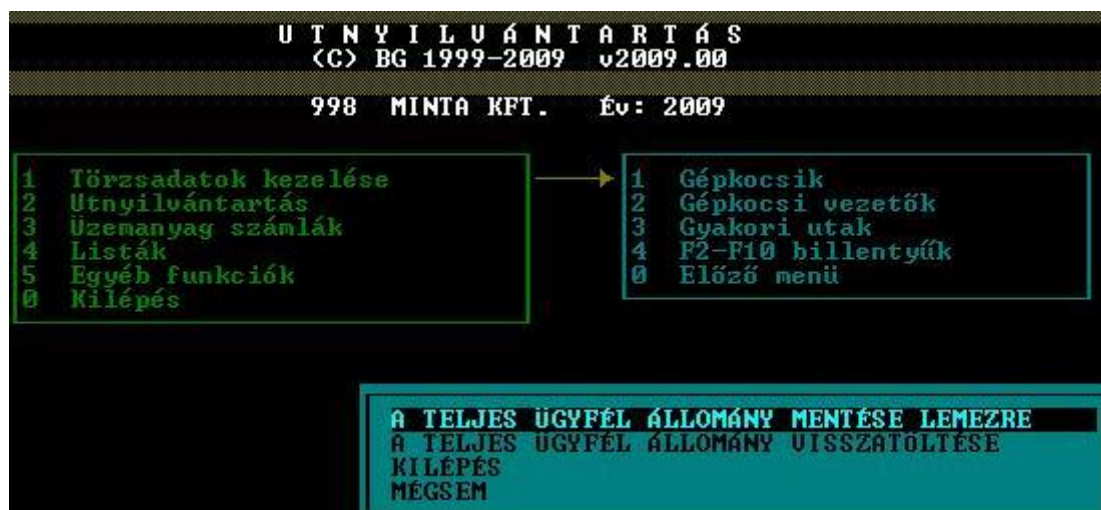 U T N Y I L V Á N T A R T Á S
(C) BG 1999-2009 v2009.00
998 MINTA KFT. Év: 2009
1 Törzsadatok kezelése
2 Utnyilvántartás
3 Üzemanyag számlák
4 Listák
5 Egyéb funkciók
0 Kilépés
1 Gépkocsik
2 Gépkocsi vezetők
3 Gyakori utak
4 F2-F10 billentyűk
0 Előző menü
A TELJES ÜGYFÉL ÁLLOMÁNY MENTÉSE LEMEZRE
A TELJES ÜGYFÉL ÁLLOMÁNY VISSZATÖLTÉSE
KILÉPÉS
MÉGSEM